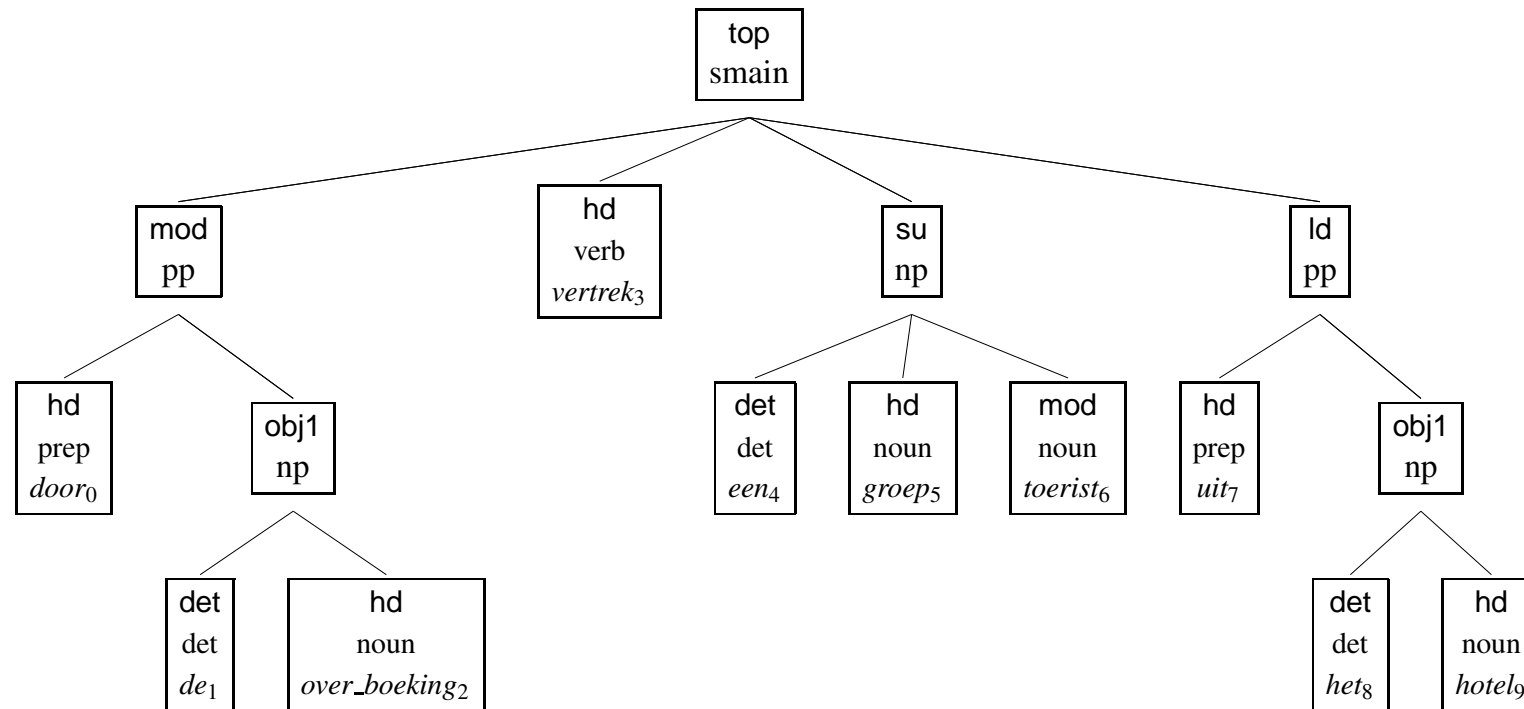 top
smain
mod
pp
hd
verb
vertrek3
su
np
ld
pp
hd
prep
door0
obj1
np
det
det
een4
hd
noun
groep5
mod
noun
toerist6
hd
prep
uit7
obj1
np
det
det
de1
hd
noun
over_boeking2
det
det
het8
hd
noun
hotel9